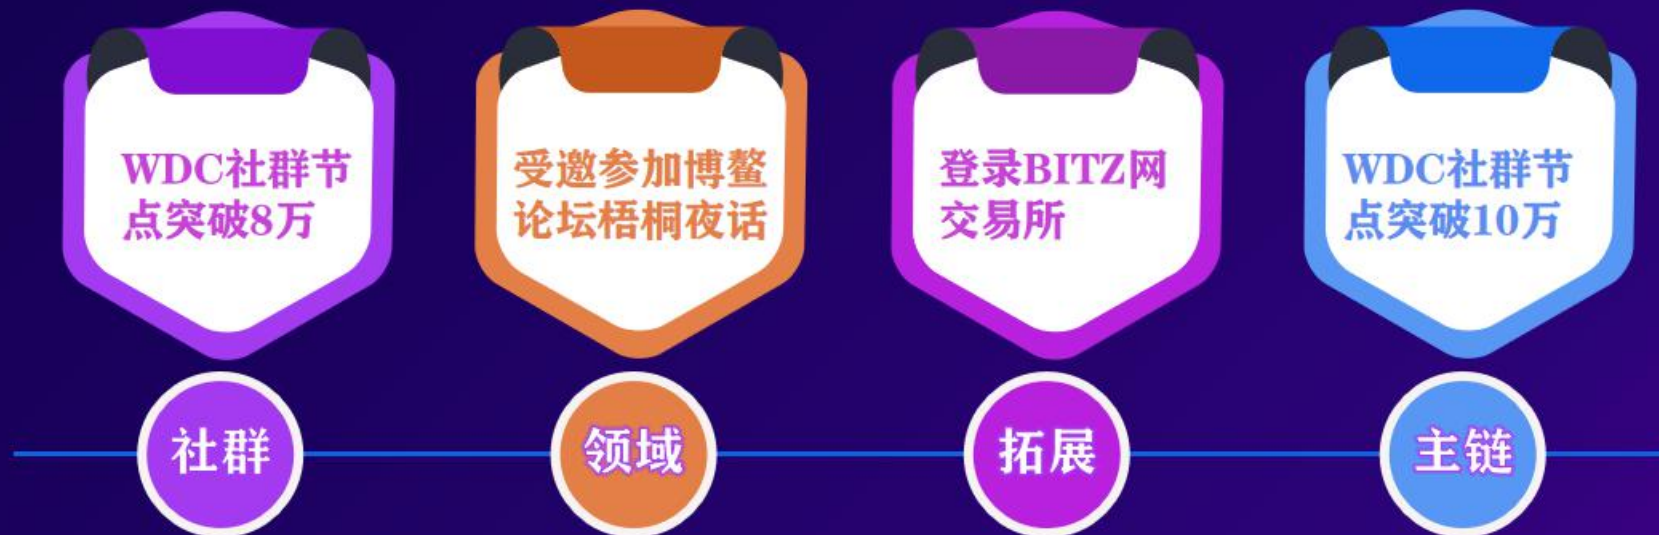 WDC社群节
点突破8万
受邀参加博鳌
论坛梧桐夜话
登录BITZ网
交易所
WDC社群节
点突破10万
社群
领域
拓展
主链